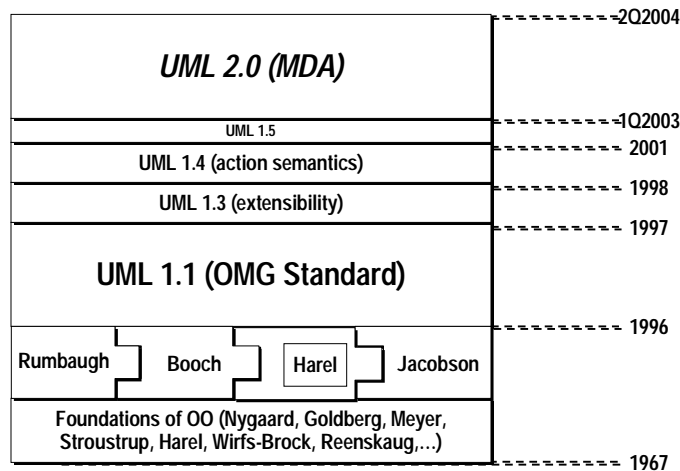 2Q2004
UML 2.0 (MDA)
1Q2003
UML 1.5
2001
UML 1.4 (action semantics)
1998
UML 1.3 (extensibility)
1997
UML 1.1 (OMG Standard)
1996
Rumbaugh Booch Harel Jacobson
Foundations of OO (Nygaard, Goldberg, Meyer,
Stroustrup, Harel, Wirfs-Brock, Reenskaug,…)
1967